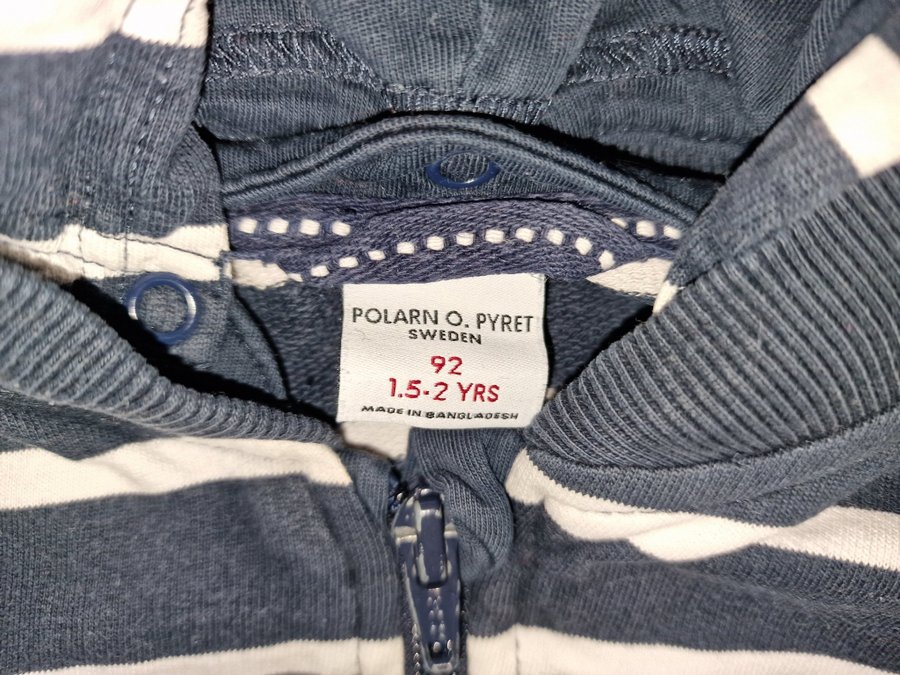 POLARN O. PYRET
SWEDEN
92
1.5-2 YRS
MADE IN BANGLADESH